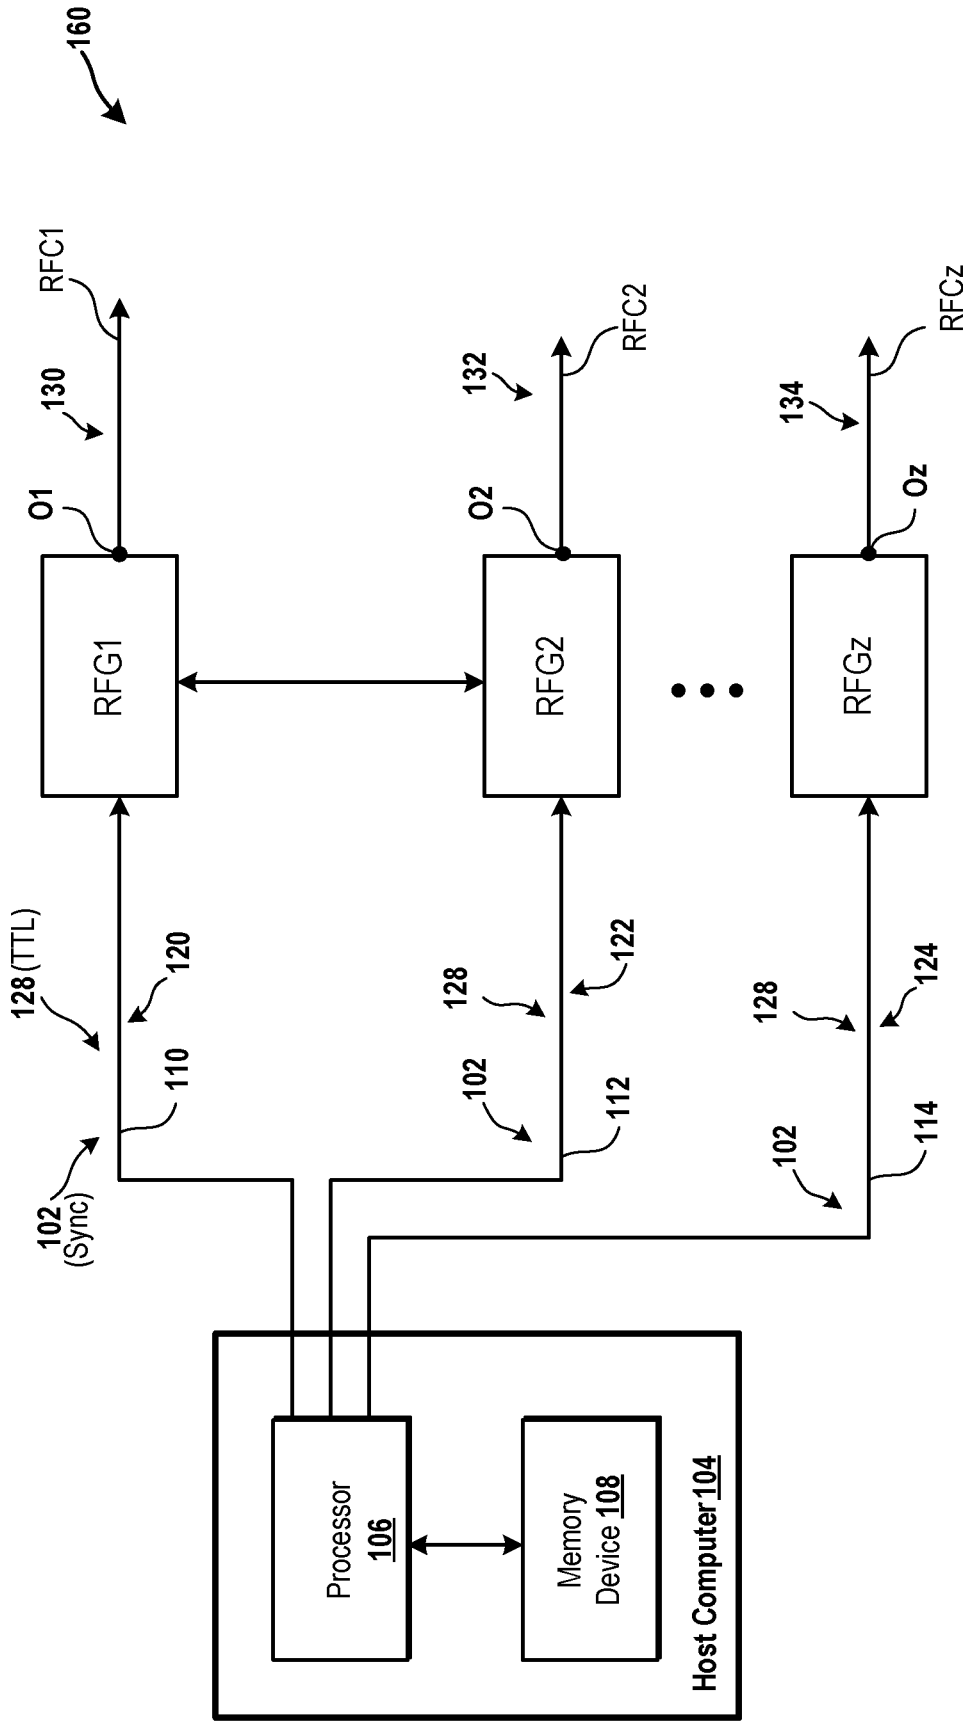 160
RFC1
130
O1
RFG1
128 (TTL)
120
110
102
(Sync)
RFC2
132
O2
RFG2
128
122
102
112
RFCz
134
Oz
RFGz
128
124
102
114
Processor
106
Memory
Device 108
Host Computer 104